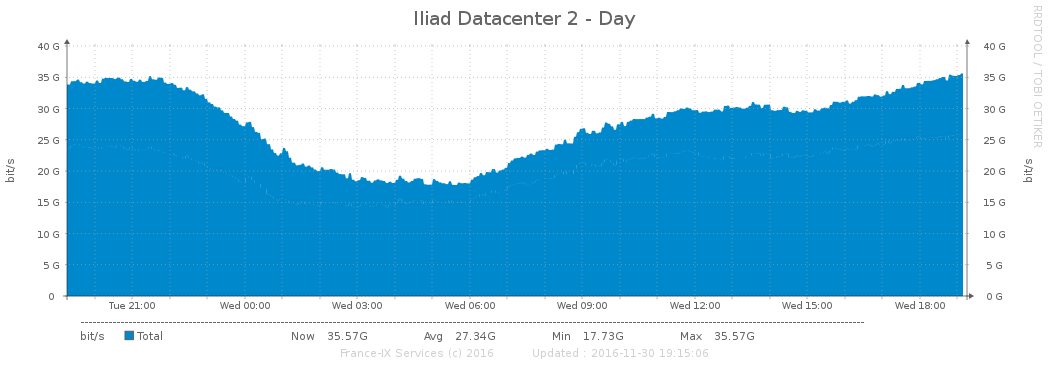 Iliad Datacenter 2 - Day
RRDTOOL / TOBI OETIKER
40 G 40 G
35 G 35 G
30 G 30 G
25 G 25 G
20 G 20 G
15 G 15 G
10 G 10 G
5 G 5 G
0 0 G
bit/s bit/s
Tue 21:00 Wed 00:00 Wed 03:00 Wed 06:00 Wed 09:00 Wed 12:00 Wed 15:00 Wed 18:00
bit/s Total Now 35.57G Avg 27.34G Min 17.73G Max 35.57G
France-IX Services (c) 2016 Updated : 2016-11-30 19:15:06